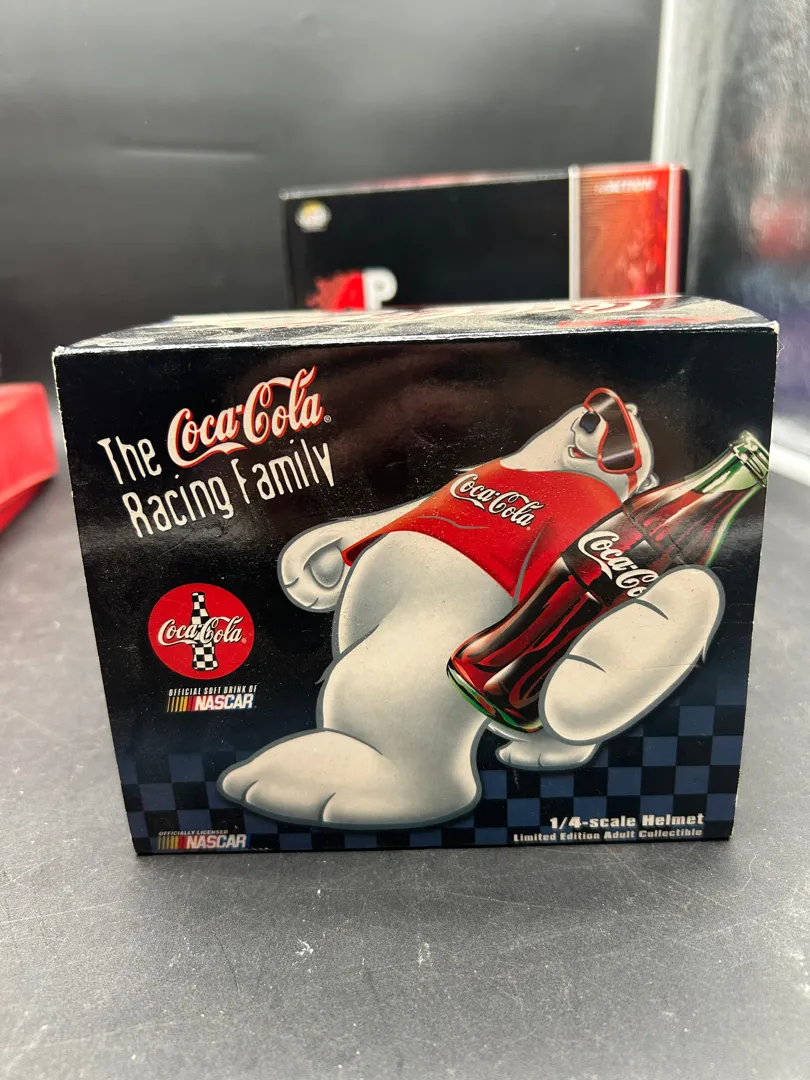 P
The Coca-Cola®
Racing Family
Coca-Cola
Coca-Cola
Coca-Cola
OFFICIAL SOFT DRINK OF
NASCAR
OFFICIALLY LICENSED
NASCAR
1/4-scale Helmet
Limited Edition Adult Collectible